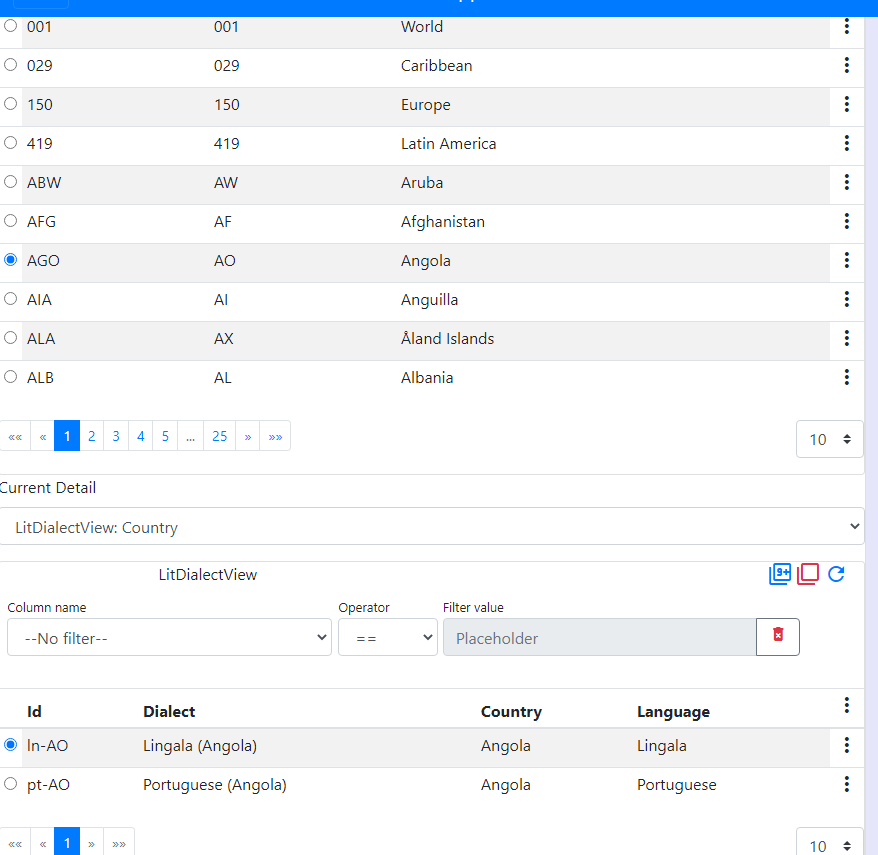 001 001 World
029 029 Caribbean
150 150 Europe
419 419 Latin America
ABW AW Aruba
AFG AF Afghanistan
AGO AO Angola
AIA AI Anguilla
ALA AX Åland Islands
ALB AL Albania
«« « 1 2 3 4 5 ... 25 » »» 10
Current Detail
LitDialectView: Country
LitDialectView 9+
Column name Operator Filter value
--No filter-- == Placeholder
Id Dialect Country Language
ln-AO Lingala (Angola) Angola Lingala
pt-AO Portuguese (Angola) Angola Portuguese
«« « 1 » »» 10